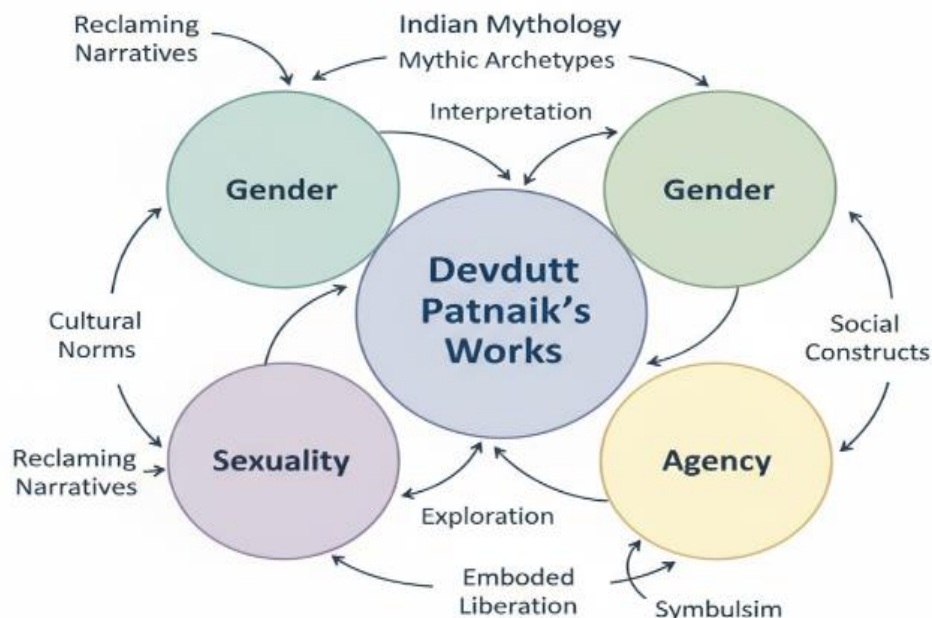 Reclaming
Narratives
Indian Mythology
Mythic Archetypes
Interpretation
Gender
Gender
Devdutt
Patnaik's
Works
Cultural
Norms
Social
Constructs
Reclaming
Narratives
Sexuality
Agency
Exploration
Emboded
Liberation
Symbulsim